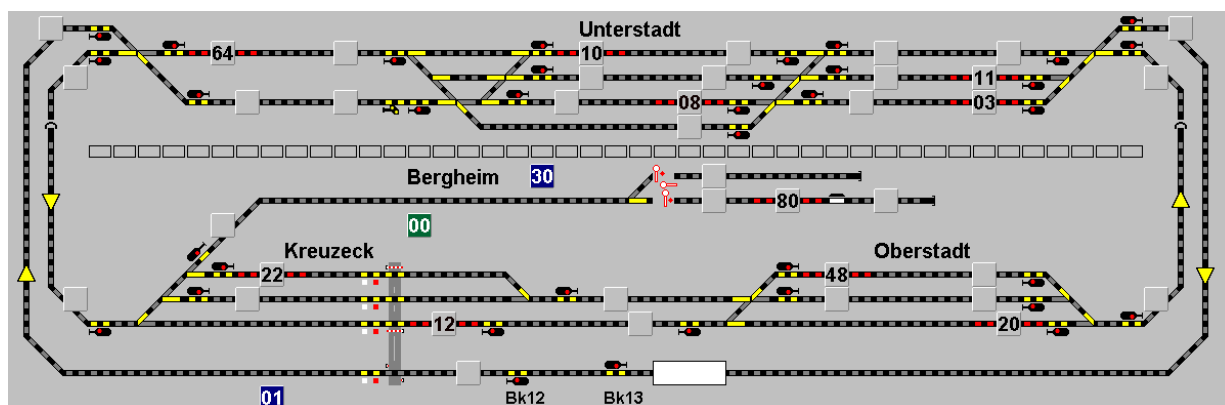 Unterstadt
64 10
11
08 03
Bergheim 30
80
00
Kreuzeck Oberstadt
22 48
12 20
01 Bk12 Bk13